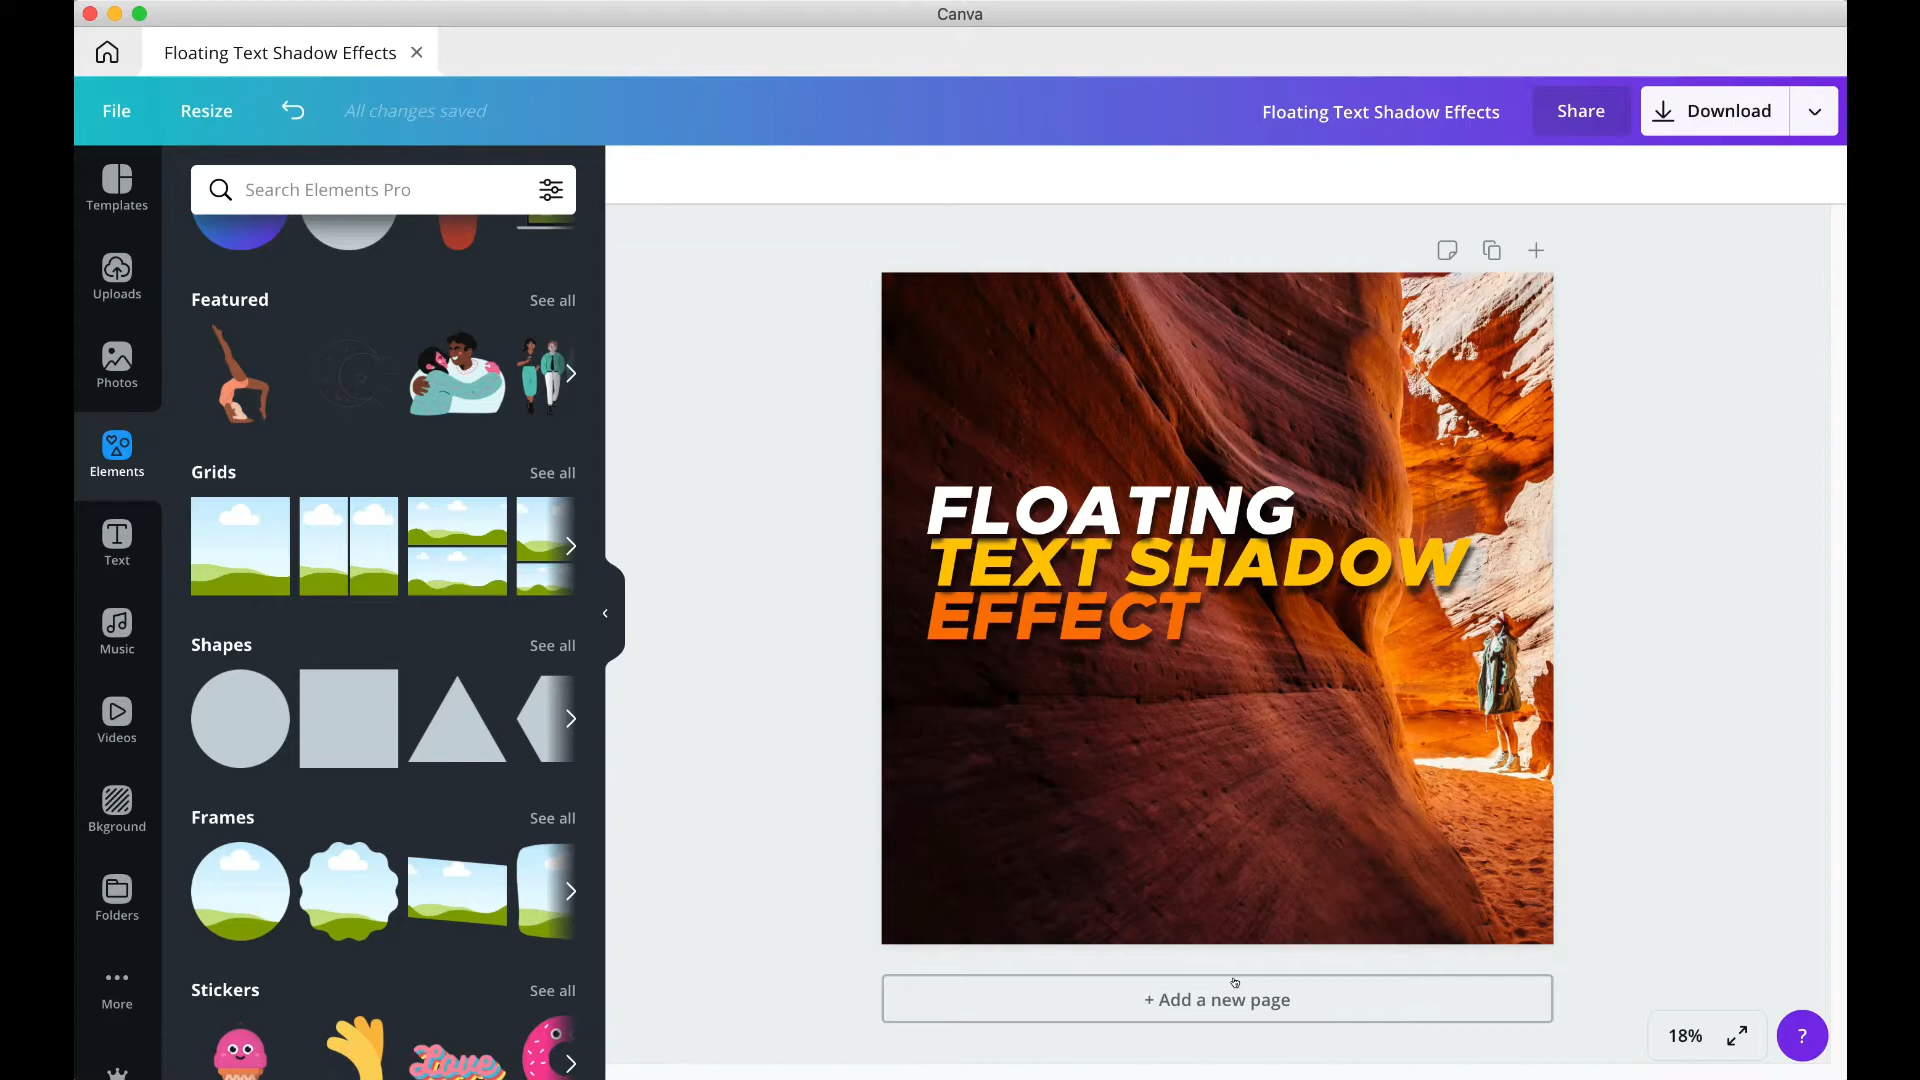 Canva
Floating Text Shadow Effects
File
Resize
All changes saved
Floating Text Shadow Effects
Share
Download
Templates
Uploads
Photos
Elements
Text
Music
Videos
Bkground
Folders
More
Search Elements Pro
Featured
See all
Grids
See all
Shapes
See all
Frames
See all
Stickers
See all
Love
FLOATING
TEXT SHADOW
EFFECT
+ Add a new page
18%
?